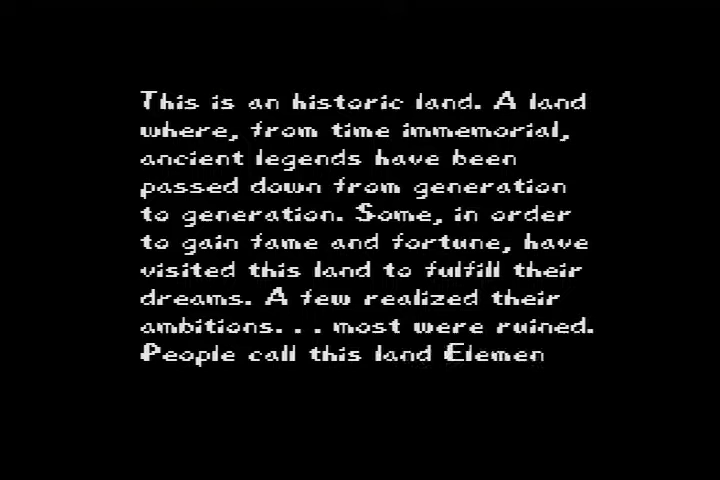 This is an historic land. A land
where, from time immemorial,
ancient legends have been
passed down from generation
to generation. Some, in order
to gain fame and fortune, have
visited this land to fulfill their
dreams. A few realized their
ambitions. . . most were ruined.
People call this land Elemen